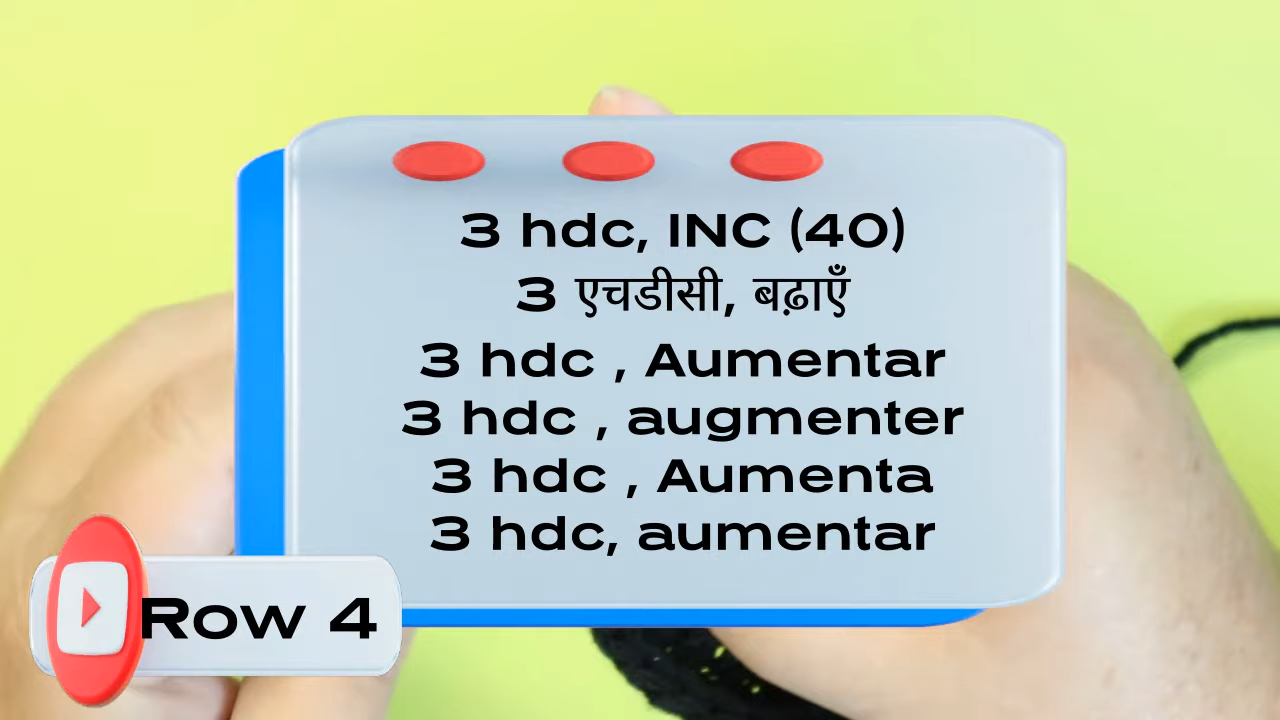 3 hdc, INC (40)
3 एचडीसी, बढ़ाएँ
3 hdc , Aumentar
3 hdc , augmenter
3 hdc , Aumenta
3 hdc, aumentar
Row 4